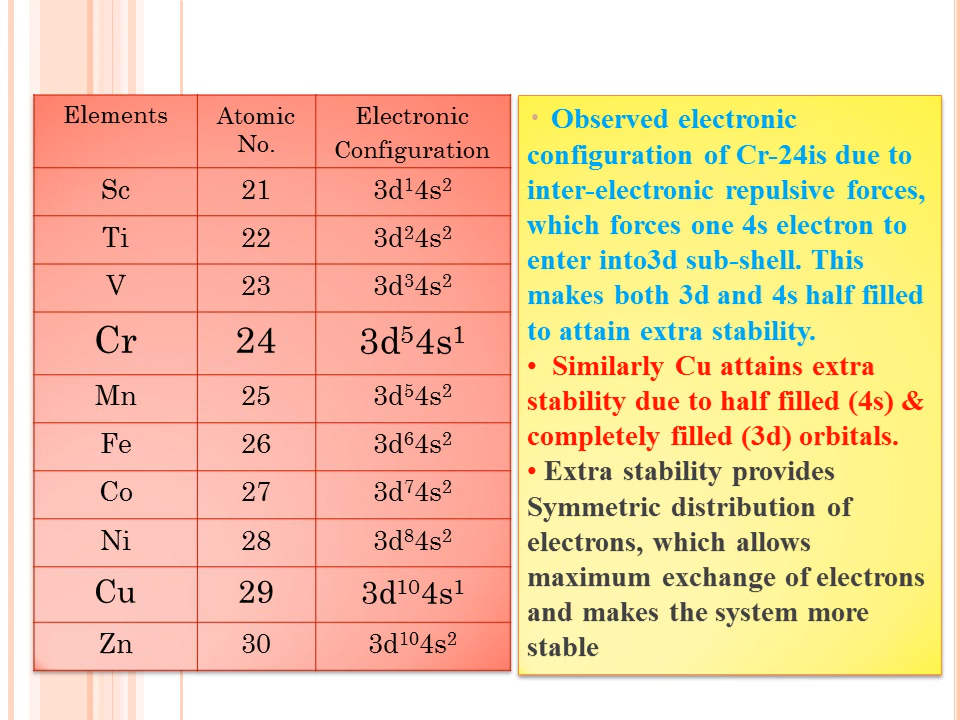 Elements Atomic No. Electronic Configuration
Sc 21 3d¹4s²
Ti 22 3d²4s²
V 23 3d³4s²
Cr 24 3d⁵4s¹
Mn 25 3d⁵4s²
Fe 26 3d⁶4s²
Co 27 3d⁷4s²
Ni 28 3d⁸4s²
Cu 29 3d¹⁰4s¹
Zn 30 3d¹⁰4s²
• Observed electronic
configuration of Cr-24is due to
inter-electronic repulsive forces,
which forces one 4s electron to
enter into3d sub-shell. This
makes both 3d and 4s half filled
to attain extra stability.
• Similarly Cu attains extra
stability due to half filled (4s) &
completely filled (3d) orbitals.
• Extra stability provides
Symmetric distribution of
electrons, which allows
maximum exchange of electrons
and makes the system more
stable